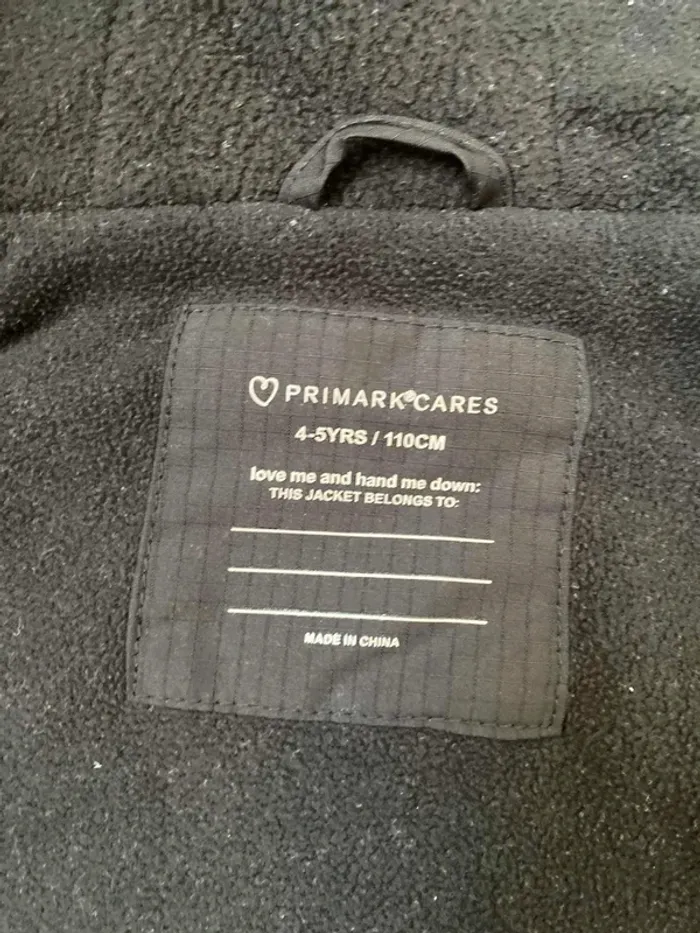 PRIMARK®CARES
4-5YRS / 110CM
love me and hand me down:
THIS JACKET BELONGS TO:
MADE IN CHINA